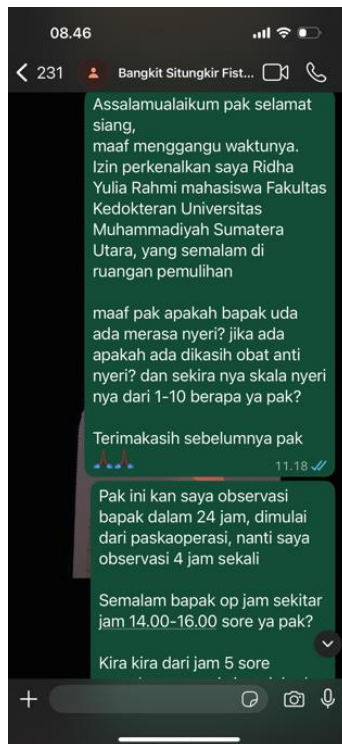 08.46
231
Bangkit Situngkir Fist...
Assalamualaikum pak selamat
siang,
maaf menggangu waktunya.
Izin perkenalkan saya Ridha
Yulia Rahmi mahasiswa Fakultas
Kedokteran Universitas
Muhammadiyah Sumatera
Utara, yang semalam di
ruangan pemulihan
maaf pak apakah bapak uda
ada merasa nyeri? jika ada
apakah ada dikasih obat anti
nyeri? dan sekira nya skala nyeri
nya dari 1-10 berapa ya pak?
Terimakasih sebelumnya pak
11.18
Pak ini kan saya observasi
bapak dalam 24 jam, dimulai
dari paskaoperasi, nanti saya
observasi 4 jam sekali
Semalam bapak op jam sekitar
jam 14.00-16.00 sore ya pak?
Kira kira dari jam 5 sore